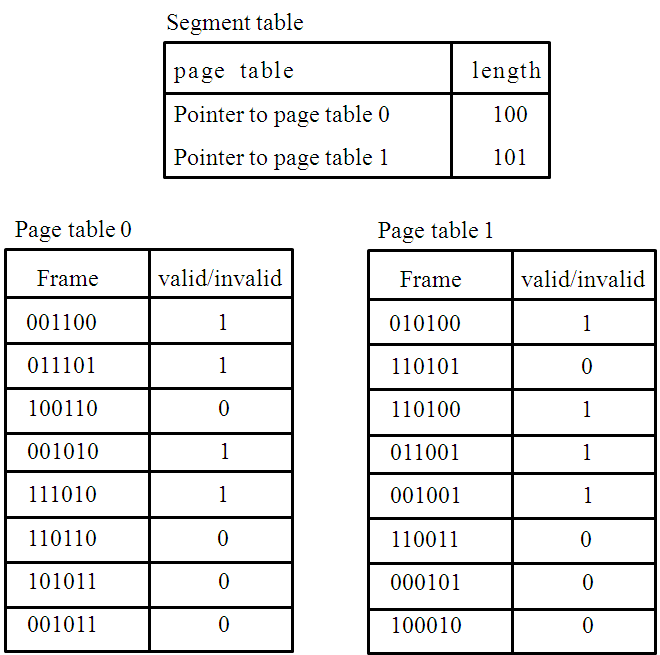 Segment table
page table length
Pointer to page table 0 100
Pointer to page table 1 101
Page table 0
Frame valid/invalid
001100 1
011101 1
100110 0
001010 1
111010 1
110110 0
101011 0
001011 0
Page table 1
Frame valid/invalid
010100 1
110101 0
110100 1
011001 1
001001 1
110011 0
000101 0
100010 0